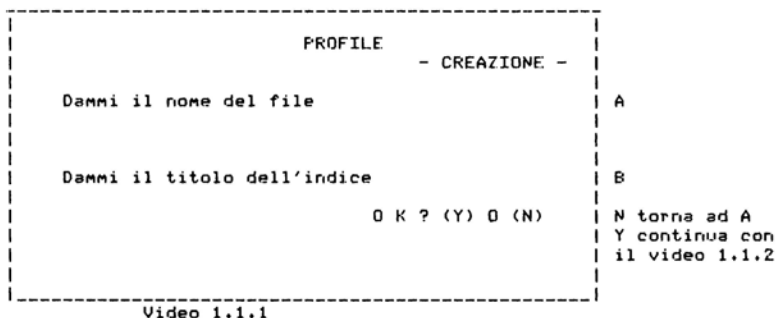 PROFILE
- CREAZIONE -
Dammi il nome del file A
Dammi il titolo dell'indice B
O K ? (Y) O (N) N torna ad A
Y continua con
il video 1.1.2
Video 1.1.1